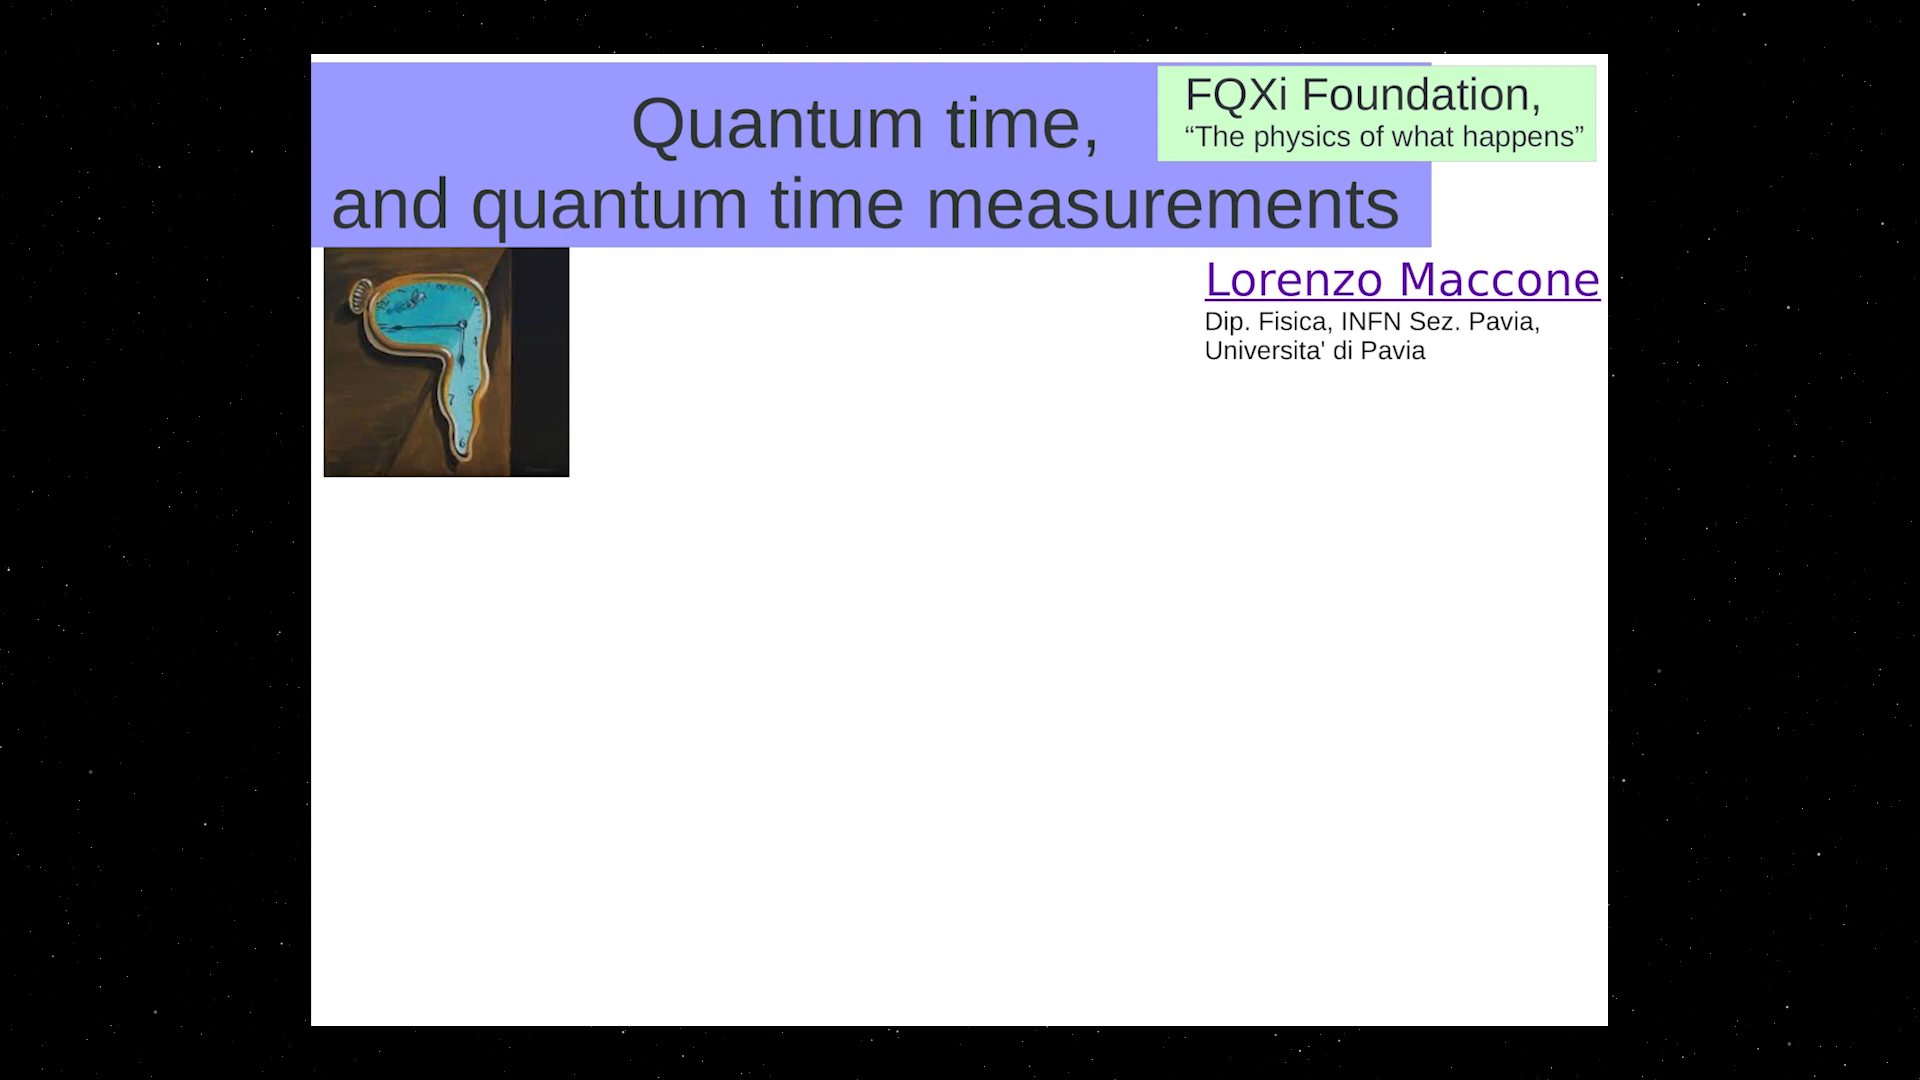 Quantum time,
and quantum time measurements
FQXi Foundation,
“The physics of what happens”
Lorenzo Maccone
Dip. Fisica, INFN Sez. Pavia,
Universita' di Pavia